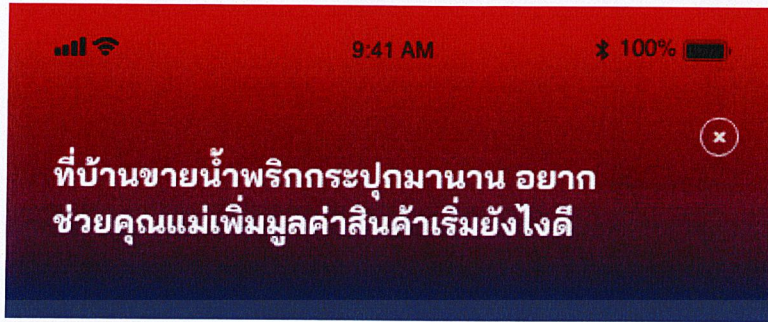 9:41 AM
100%
ที่บ้านขายน้ำพริกกระปุกมานาน อยาก
ช่วยคุณแม่เพิ่มมูลค่าสินค้าเริ่มยังไงดี